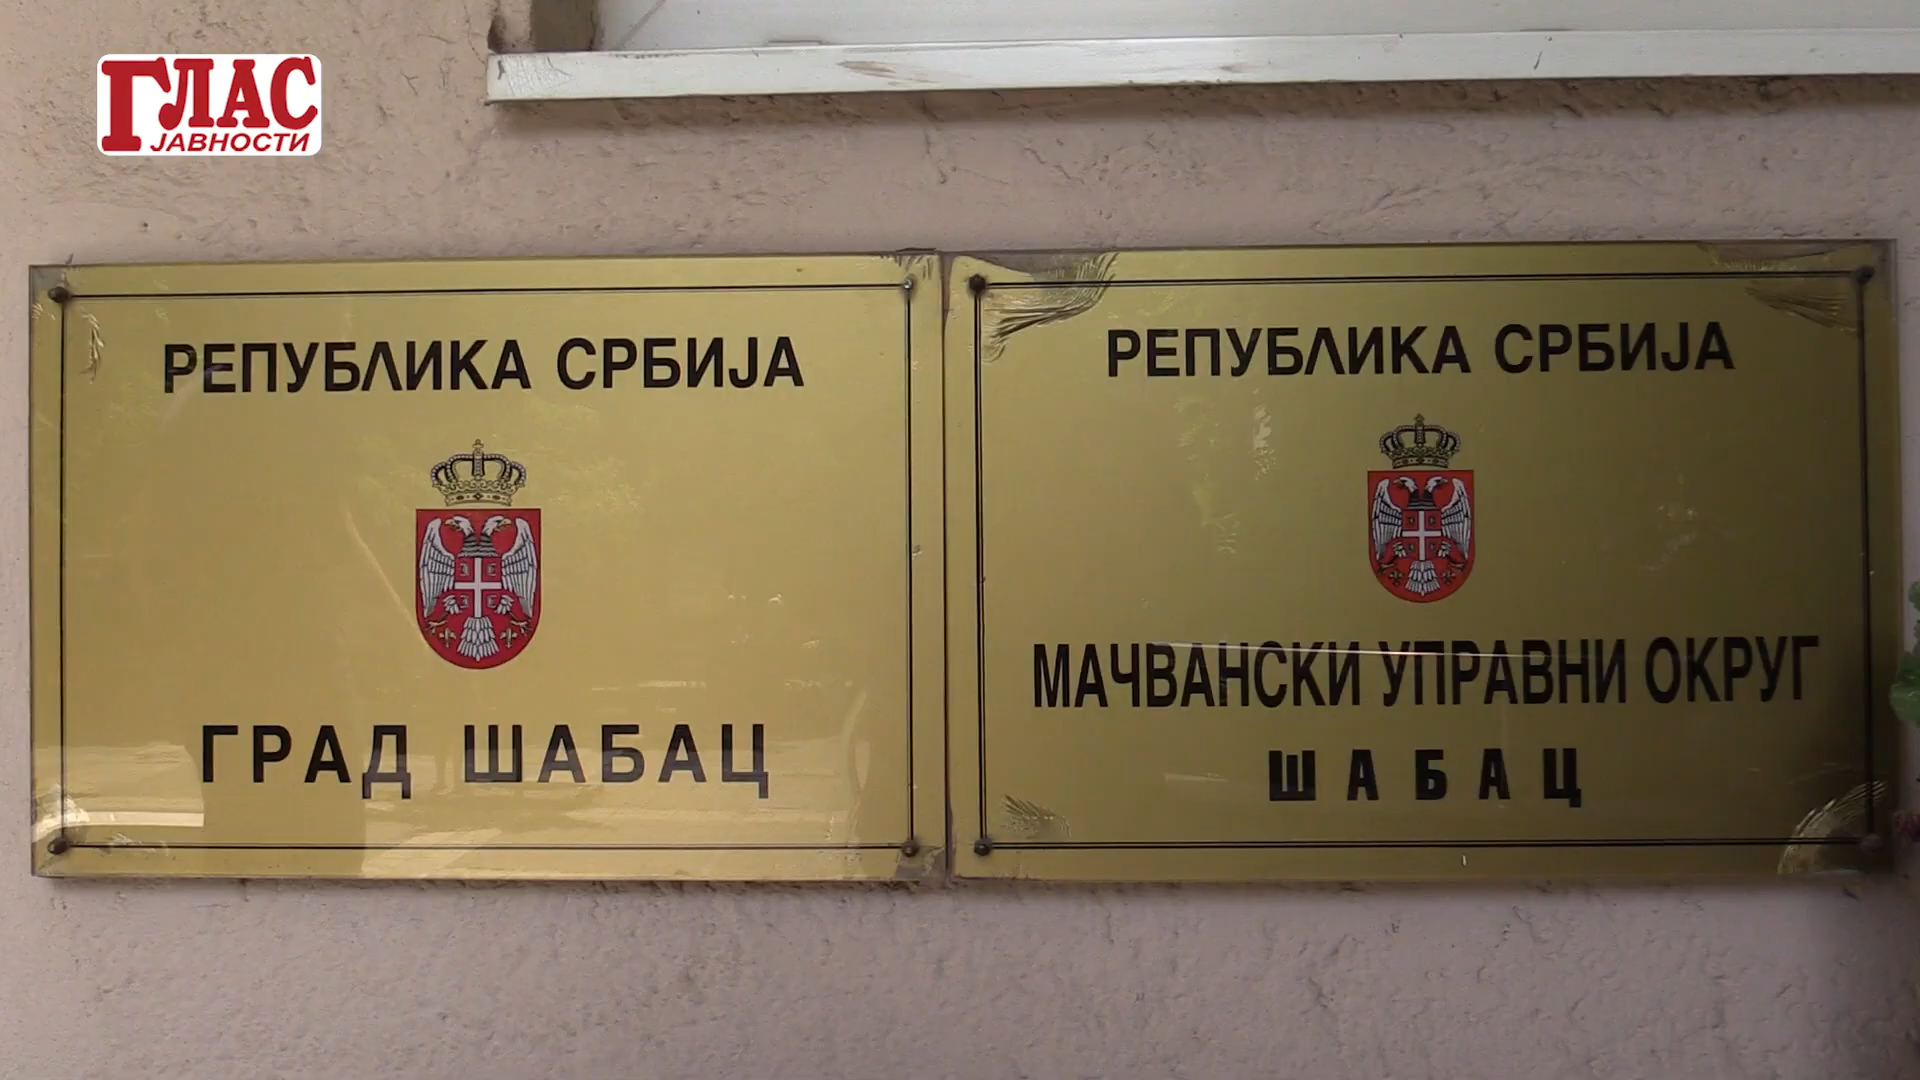 ГЛАС
ЈАВНОСТИ
РЕПУБЛИКА СРБИЈА
ГРАД ШАБАЦ
РЕПУБЛИКА СРБИЈА
МАЧВАНСКИ УПРАВНИ ОКРУГ
ШАБАЦ